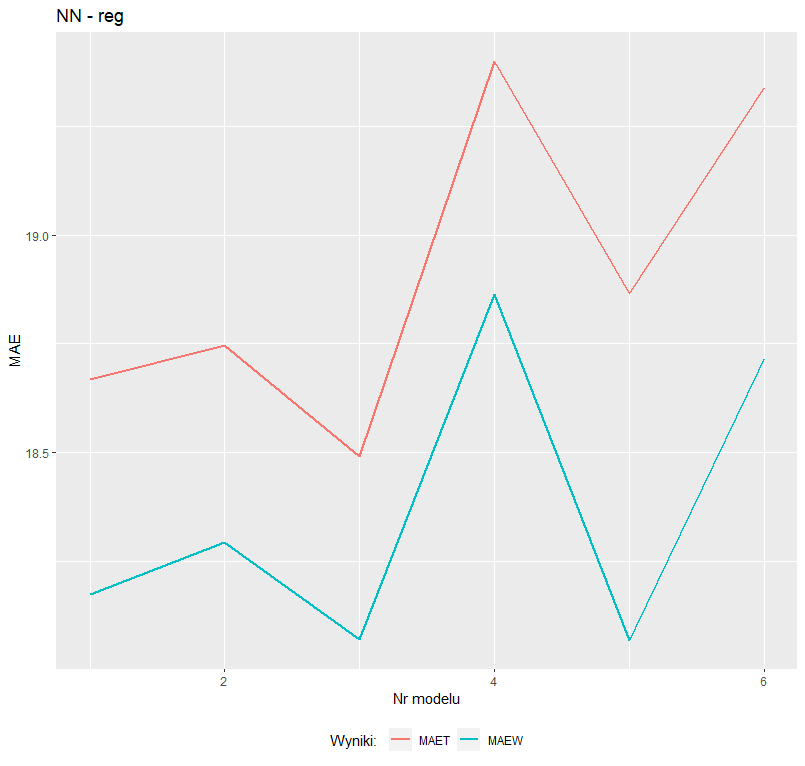 NN - reg
MAE
19.0
18.5
2
4
6
Nr modelu
Wyniki: MAET MAEW